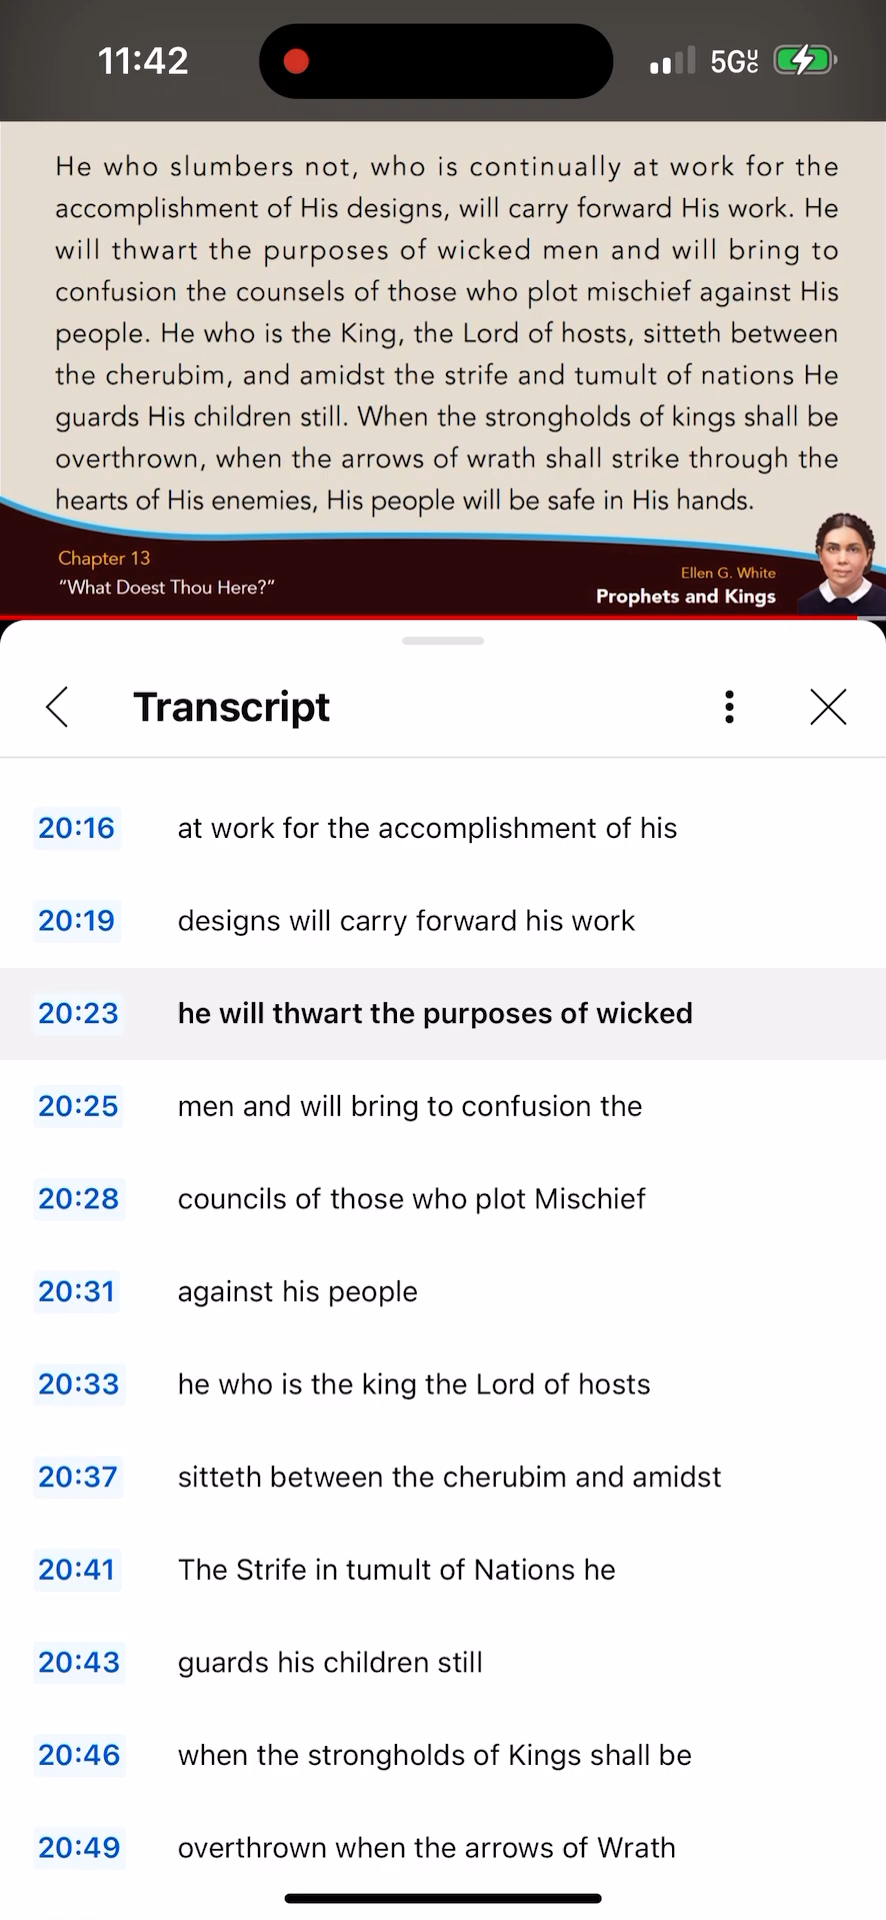 11:42
5GUC
He who slumbers not, who is continually at work for the
accomplishment of His designs, will carry forward His work. He
will thwart the purposes of wicked men and will bring to
confusion the counsels of those who plot mischief against His
people. He who is the King, the Lord of hosts, sitteth between
the cherubim, and amidst the strife and tumult of nations He
guards His children still. When the strongholds of kings shall be
overthrown, when the arrows of wrath shall strike through the
hearts of His enemies, His people will be safe in His hands.
Chapter 13
"What Doest Thou Here?"
Ellen G. White
Prophets and Kings
Transcript
20:16 at work for the accomplishment of his
20:19 designs will carry forward his work
20:23 he will thwart the purposes of wicked
20:25 men and will bring to confusion the
20:28 councils of those who plot Mischief
20:31 against his people
20:33 he who is the king the Lord of hosts
20:37 sitteth between the cherubim and amidst
20:41 The Strife in tumult of Nations he
20:43 guards his children still
20:46 when the strongholds of Kings shall be
20:49 overthrown when the arrows of Wrath